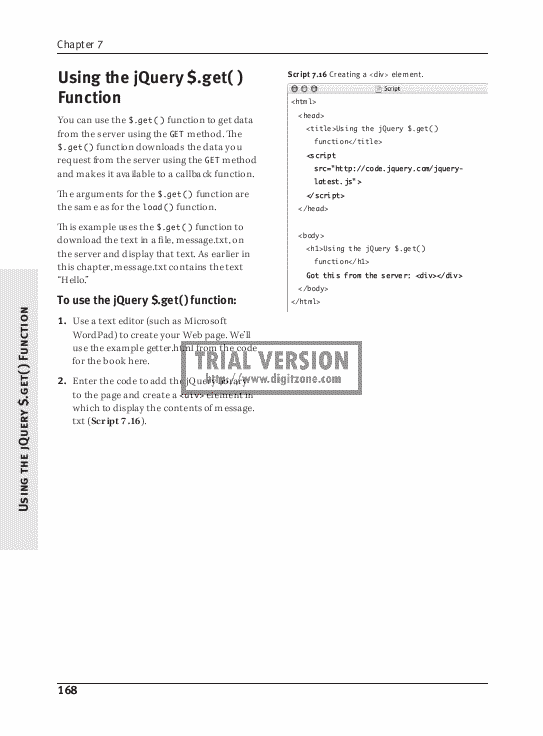 Chapter 7
Using the jQuery $.get( )
Function
You can use the $.get() function to get data
from the server using the GET method. The
$.get() function downloads the data you
request from the server using the GET method
and makes it available to a callback function.
The arguments for the $.get() function are
the same as for the load() function.
This example uses the $.get() function to
download the text in a file, message.txt, on
the server and display that text. As earlier in
this chapter, message.txt contains the text
“Hello.”
To use the jQuery $.get() function:
1. Use a text editor (such as Microsoft
WordPad) to create your Web page. We’ll
use the example getter.html from the code
for the book here.
2. Enter the code to add the jQuery library
to the page and create a <div> element in
which to display the contents of message.
txt (Script 7.16).
Script 7.16 Creating a <div> element.
Script
<html>
<head>
<title>Using the jQuery $.get()
function</title>
<script
src="http://code.jquery.com/jquery-
latest.js">
</script>
</head>
<body>
<h1>Using the jQuery $.get()
function</h1>
Got this from the server: <div></div>
</body>
</html>
TRIAL VERSION
http://www.digitzone.com
Using the jQuery $.get() Function
168